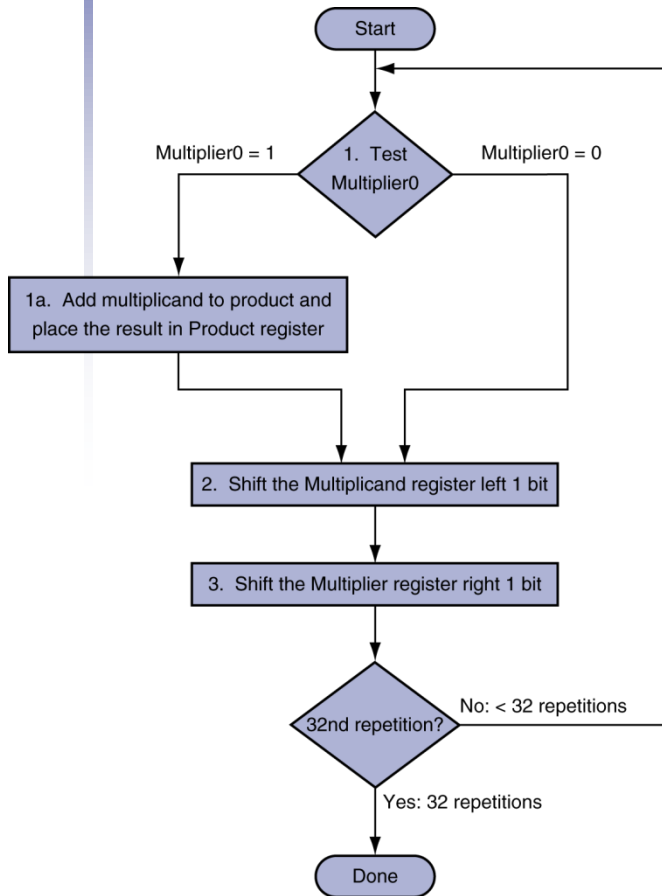 Start
Multiplier0 = 1
1. Test
Multiplier0
Multiplier0 = 0
1a. Add multiplicand to product and
place the result in Product register
2. Shift the Multiplicand register left 1 bit
3. Shift the Multiplier register right 1 bit
32nd repetition?
No: < 32 repetitions
Yes: 32 repetitions
Done